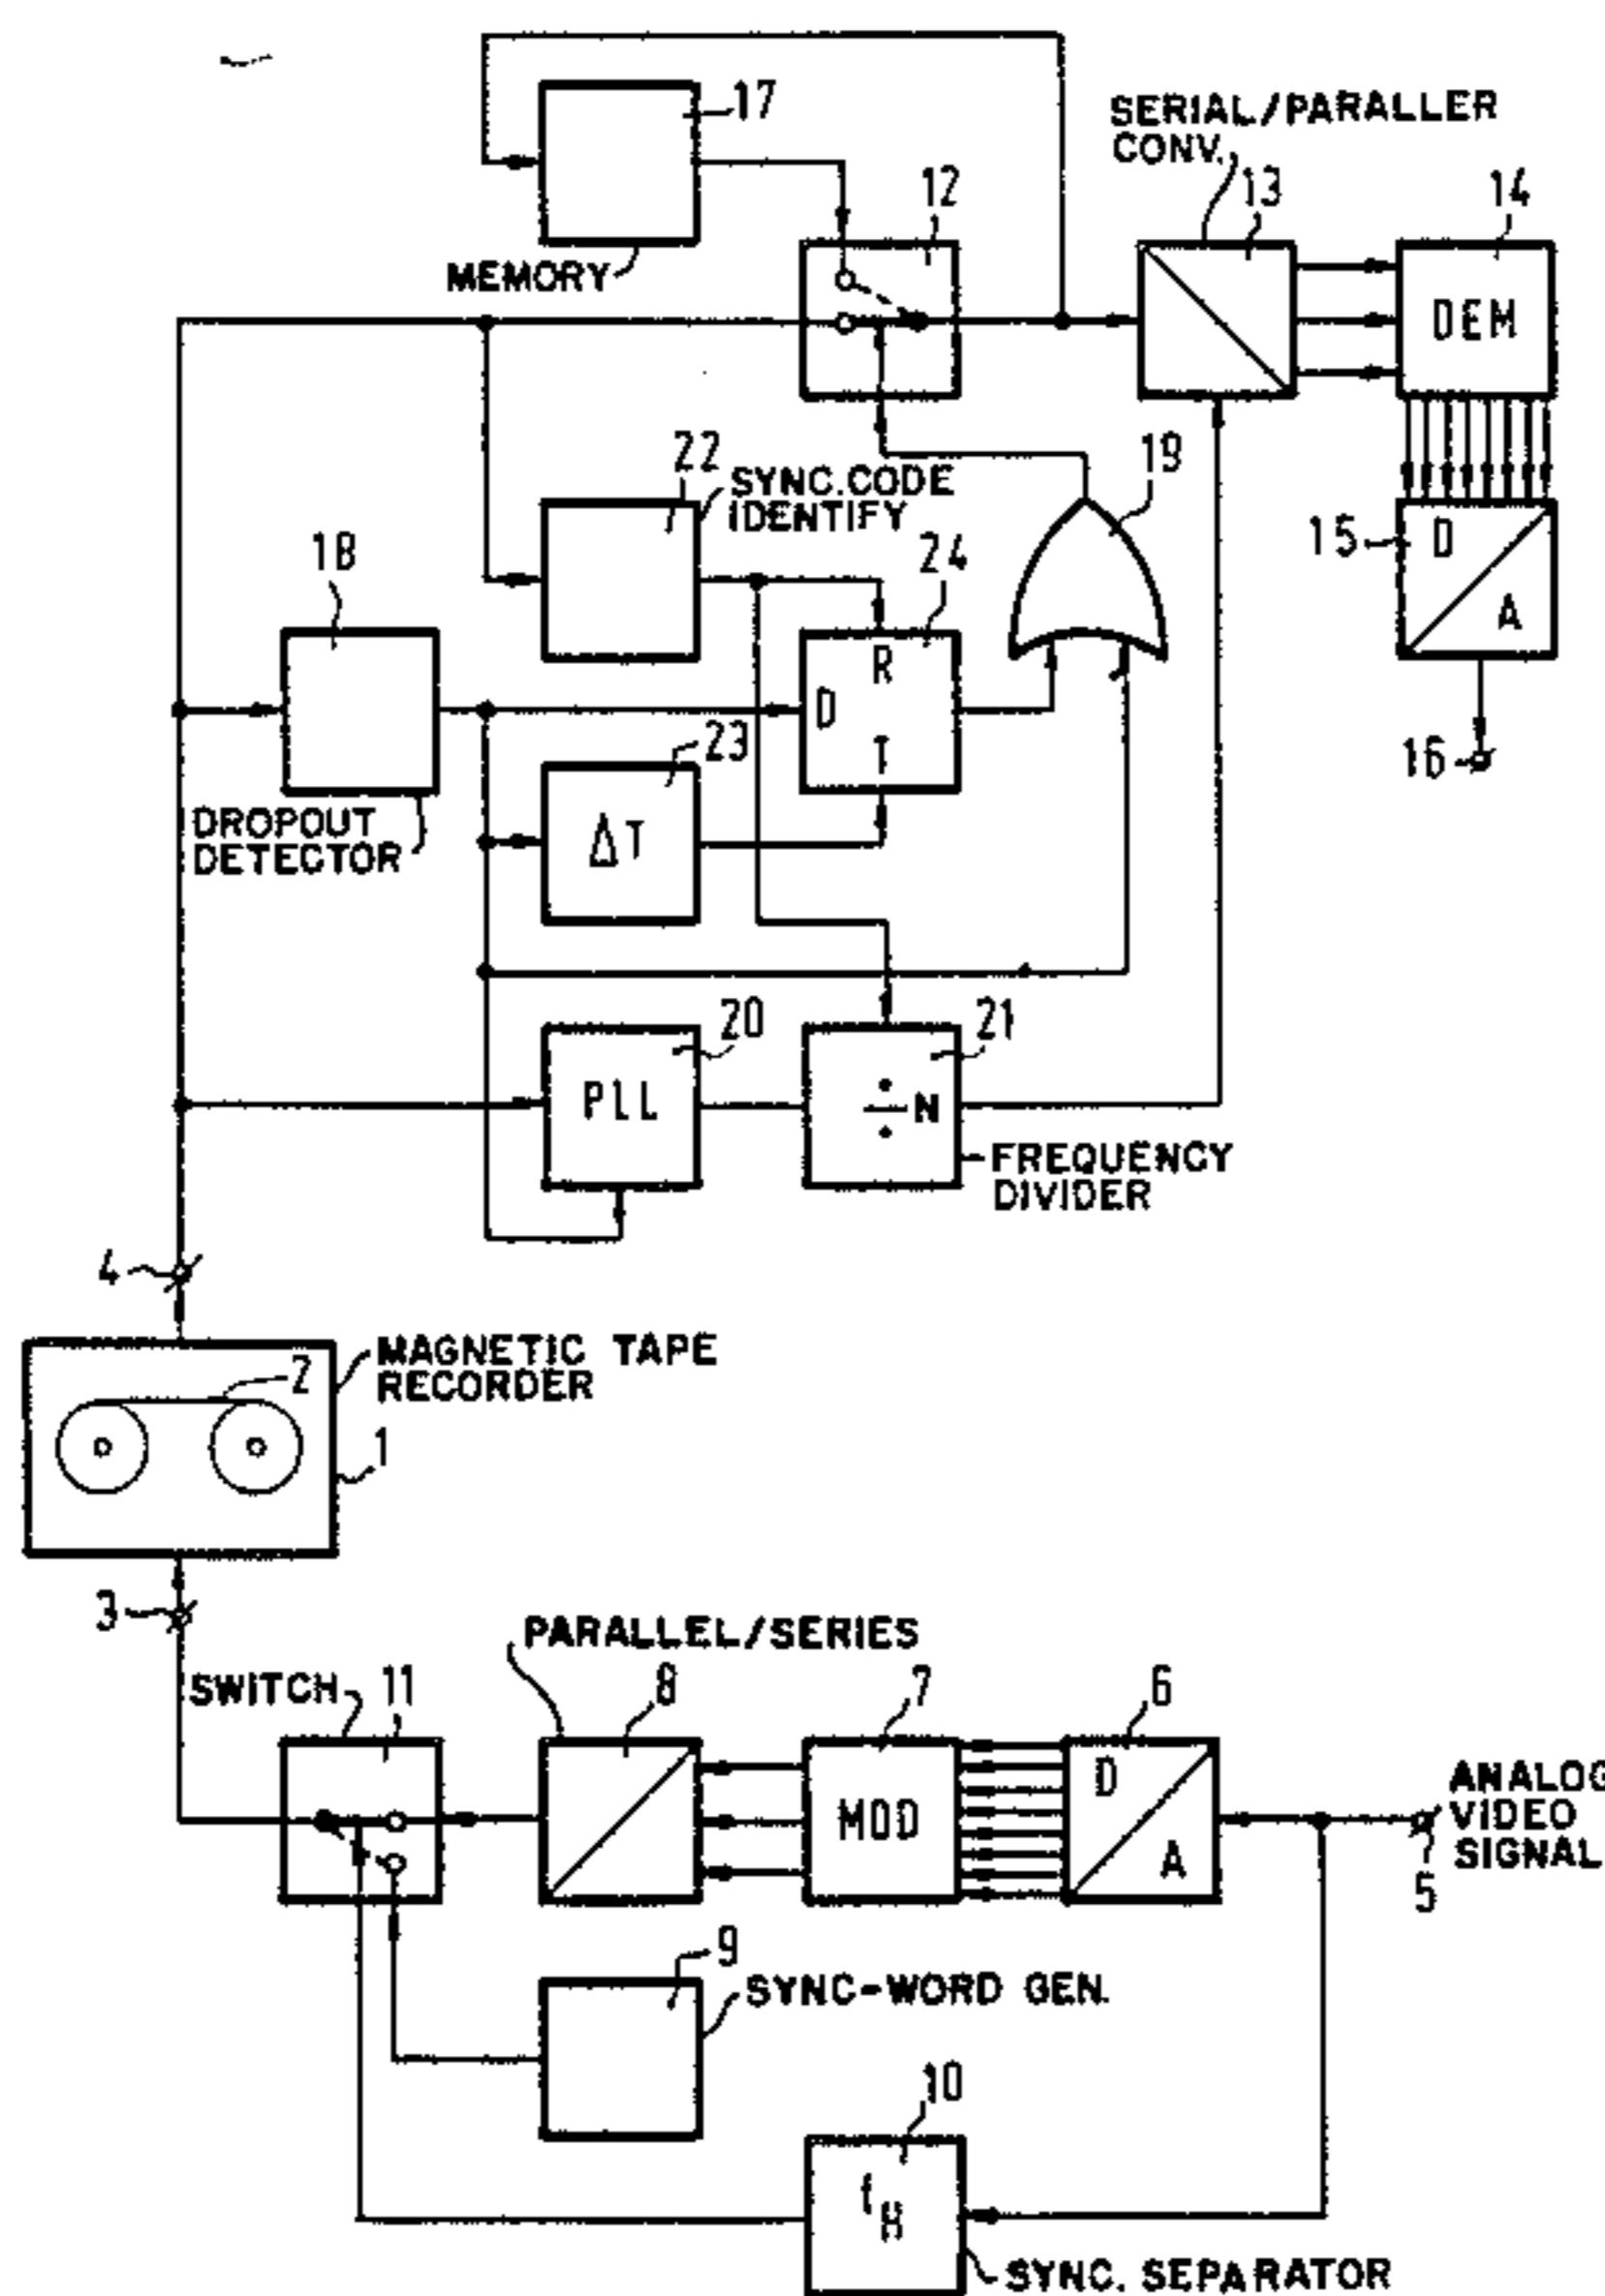 17
SERIAL/PARALLER
CONV.
12
13
14
MEMORY
DEM
22
SYNC.CODE
IDENTIFY
19
18
24
15
D
A
R
D
T
23
16
DROPOUT
DETECTOR
ΔT
20
21
PLL
÷ N
FREQUENCY
DIVIDER
4
MAGNETIC TAPE
RECORDER
2
1
3
PARALLEL/SERIES
SWITCH
11
8
7
6
D
A
MOD
ANALOG
VIDEO
SIGNAL
5
9
SYNC-WORD GEN.
10
fH
SYNC. SEPARATOR